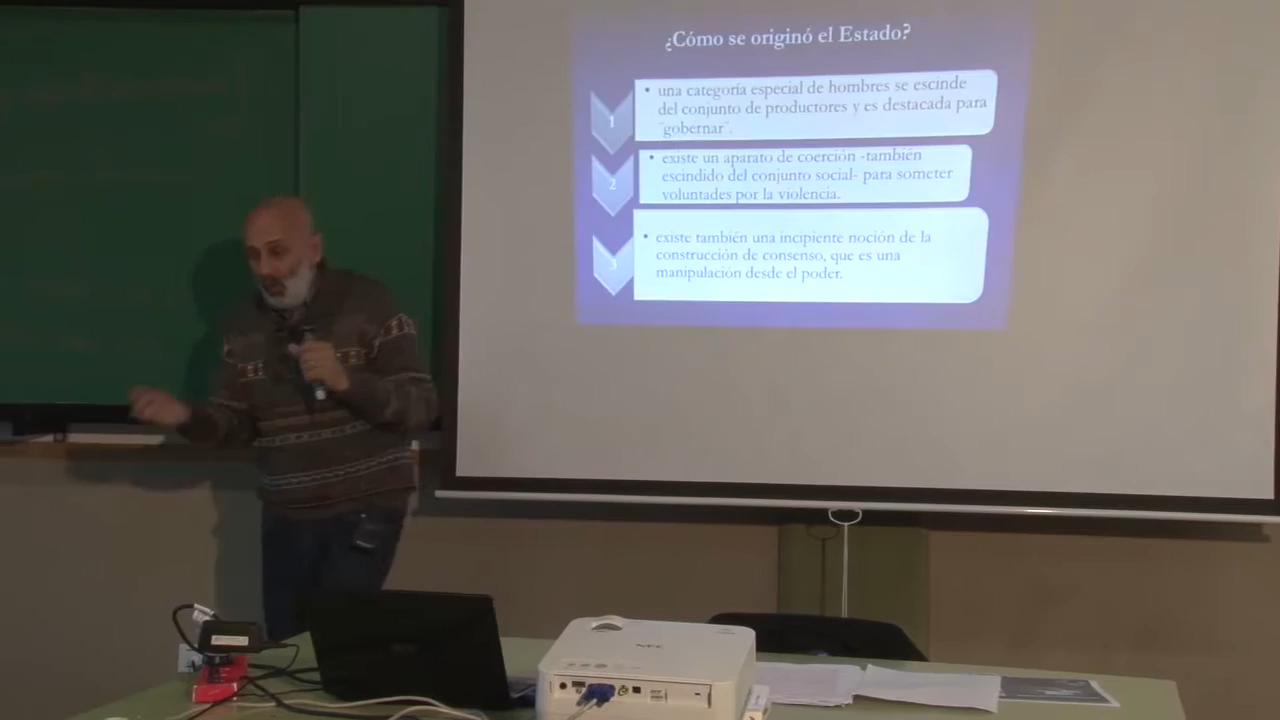 ¿Cómo se originó el Estado?
1
• una categoría especial de hombres se escinde
del conjunto de productores y es destacada para
¨gobernar¨.
2
• existe un aparato de coerción -también
escindido del conjunto social- para someter
voluntades por la violencia.
3
• existe también una incipiente noción de la
construcción de consenso, que es una
manipulación desde el poder.
NEC